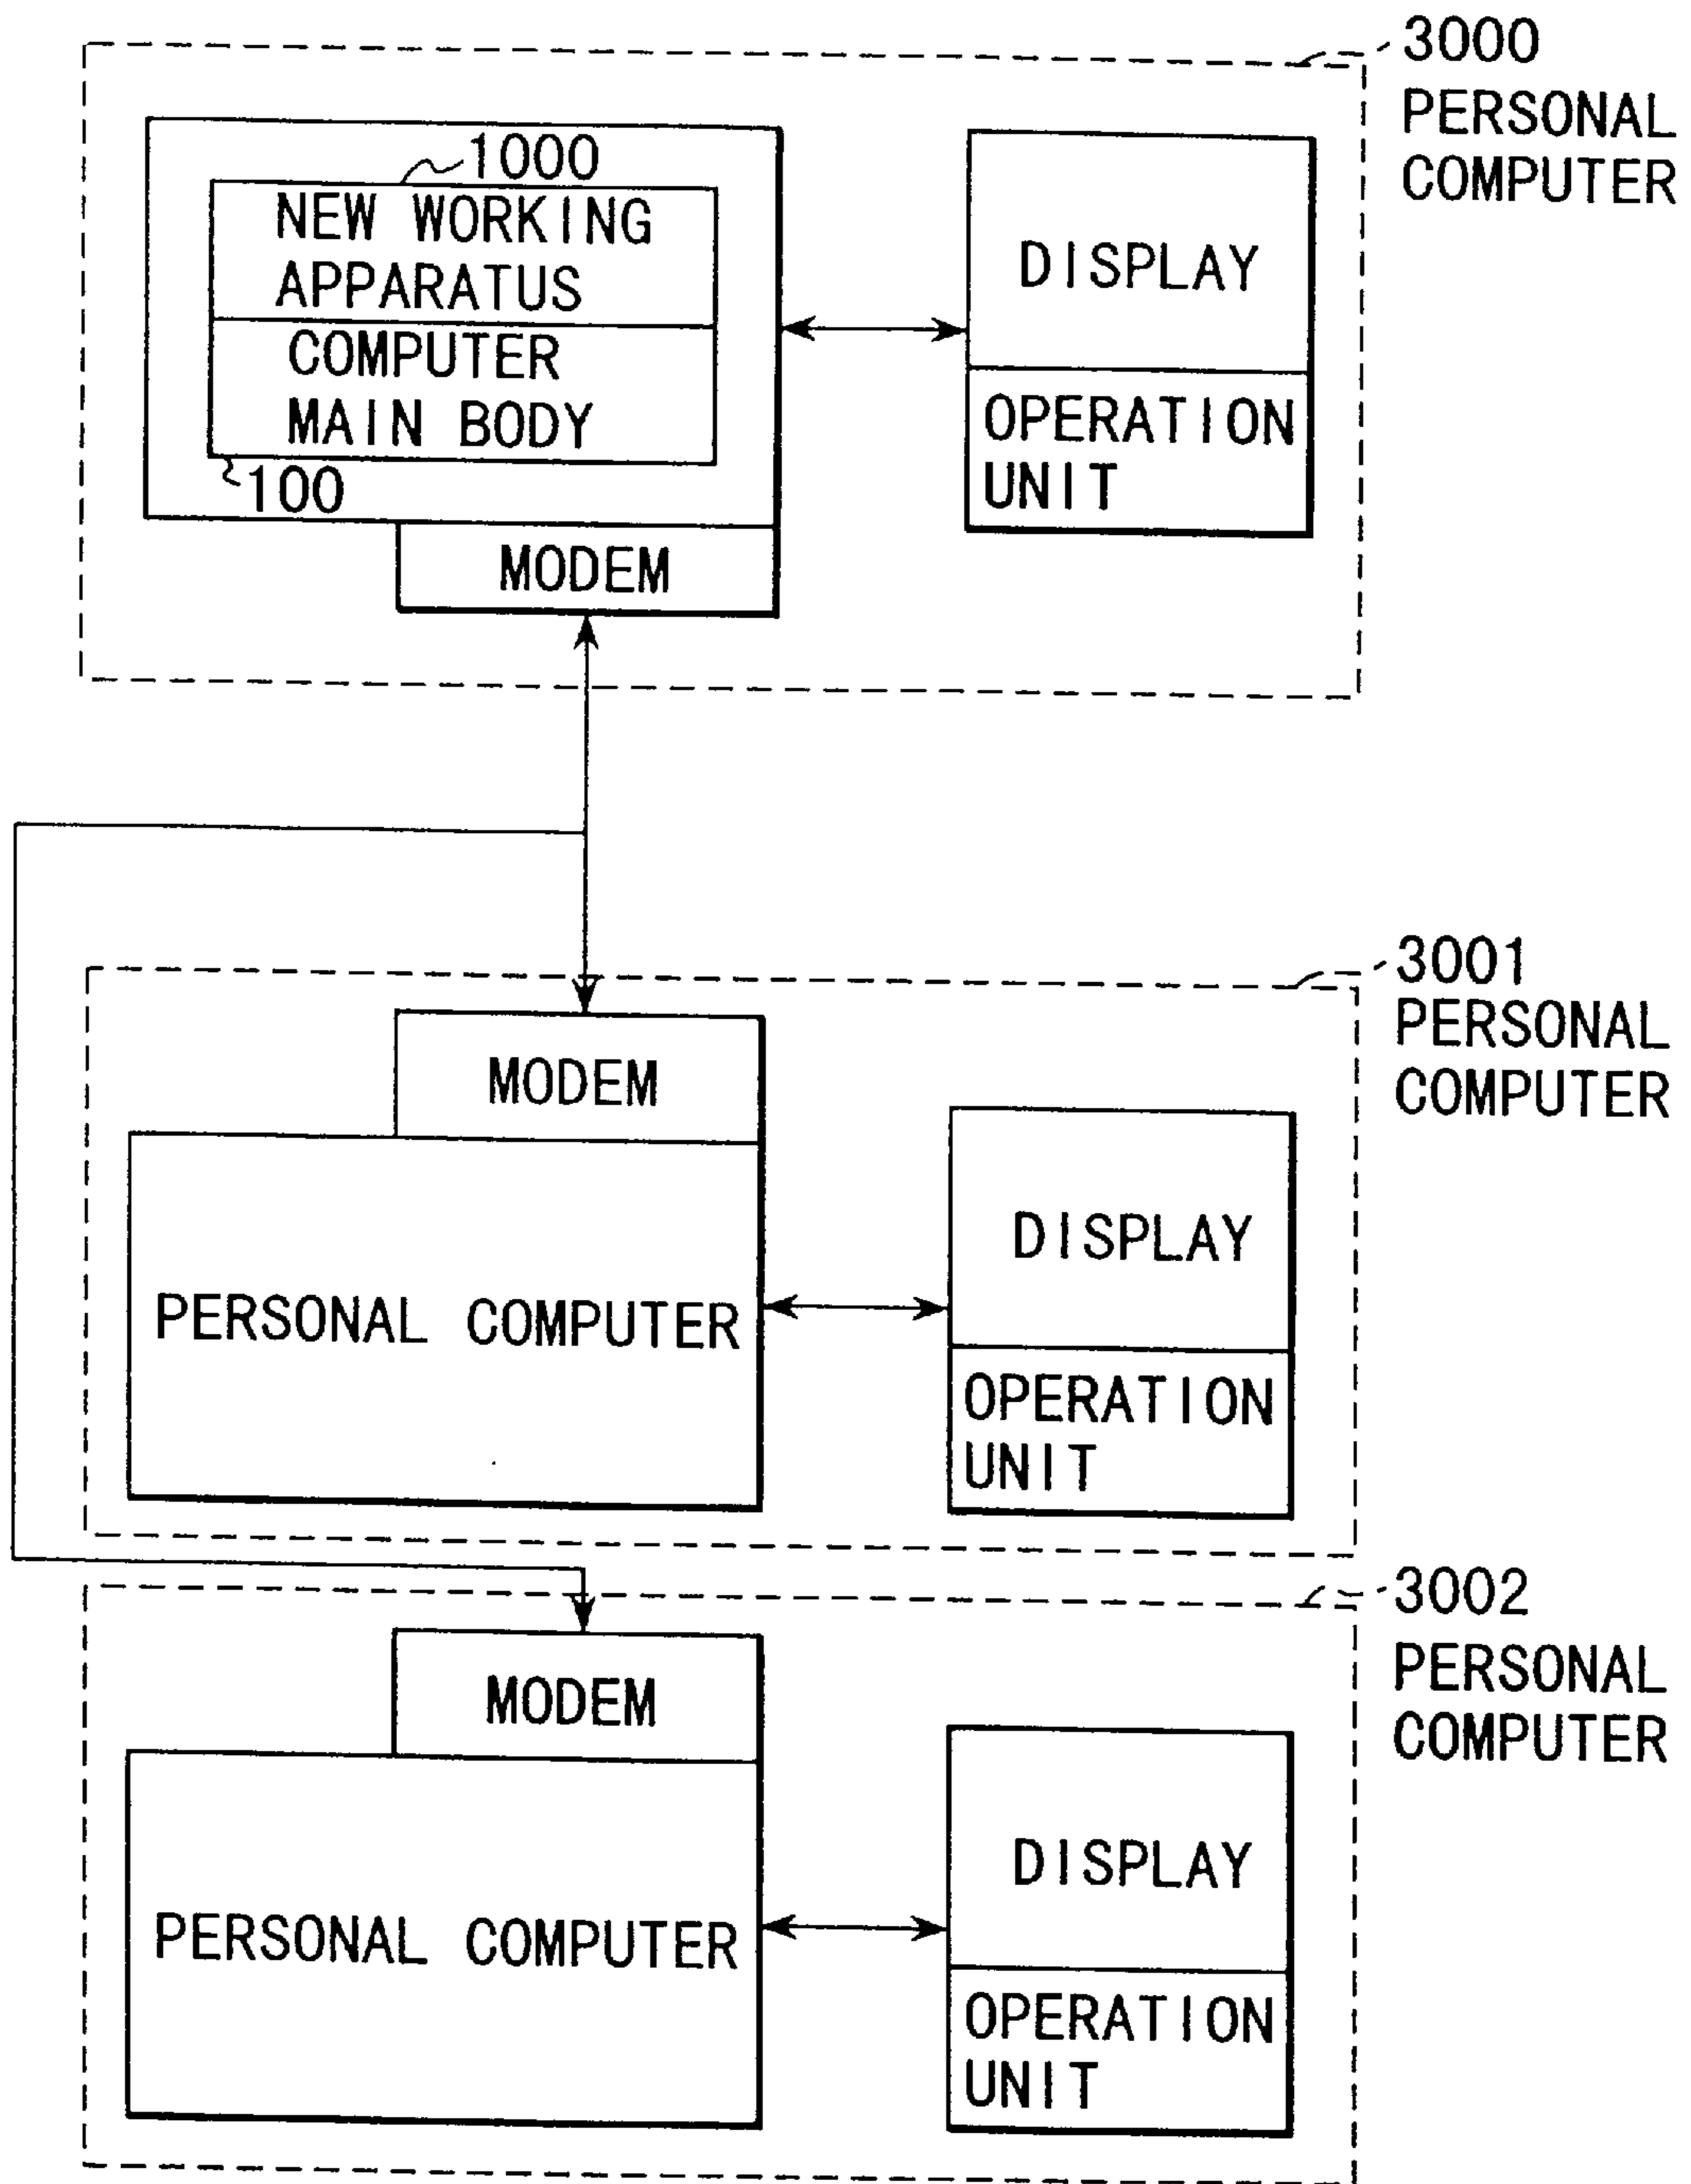 3000
PERSONAL
COMPUTER
1000
NEW WORKING
APPARATUS
COMPUTER
MAIN BODY
100
DISPLAY
OPERATION
UNIT
MODEM
3001
PERSONAL
COMPUTER
MODEM
PERSONAL COMPUTER
DISPLAY
OPERATION
UNIT
3002
PERSONAL
COMPUTER
MODEM
PERSONAL COMPUTER
DISPLAY
OPERATION
UNIT